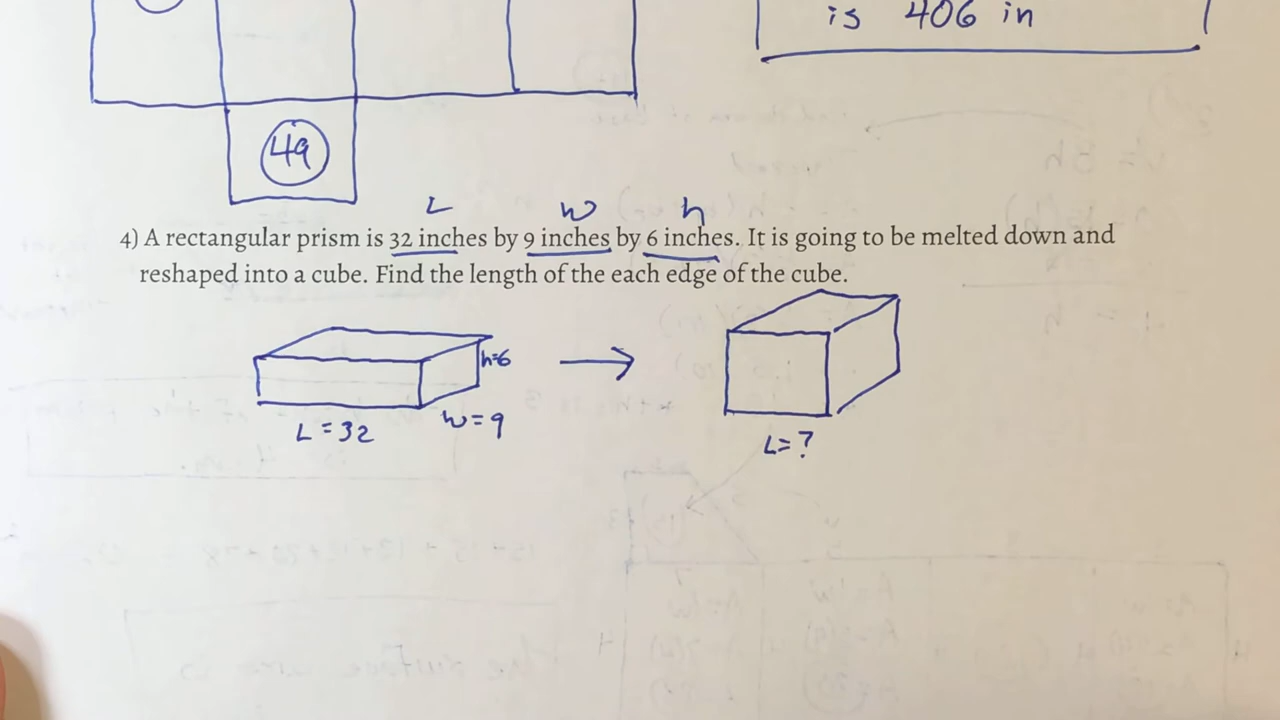 is 406 in
49
L w h
4) A rectangular prism is 32 inches by 9 inches by 6 inches. It is going to be melted down and
reshaped into a cube. Find the length of the each edge of the cube.
h=6
L = 32
w = 9
L= ?